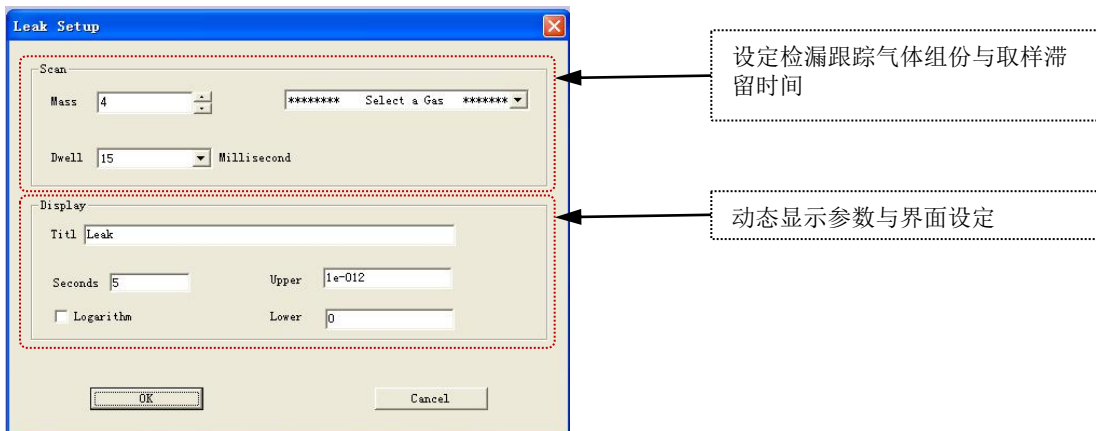 Leak Setup
Scan
Mass 4 ******** Select a Gas *******
Dwell 15 Millisecond
Display
Titl Leak
Seconds 5 Upper 1e-012
Logarithm Lower 0
OK Cancel
设定检漏跟踪气体组份与取样滞
留时间
动态显示参数与界面设定